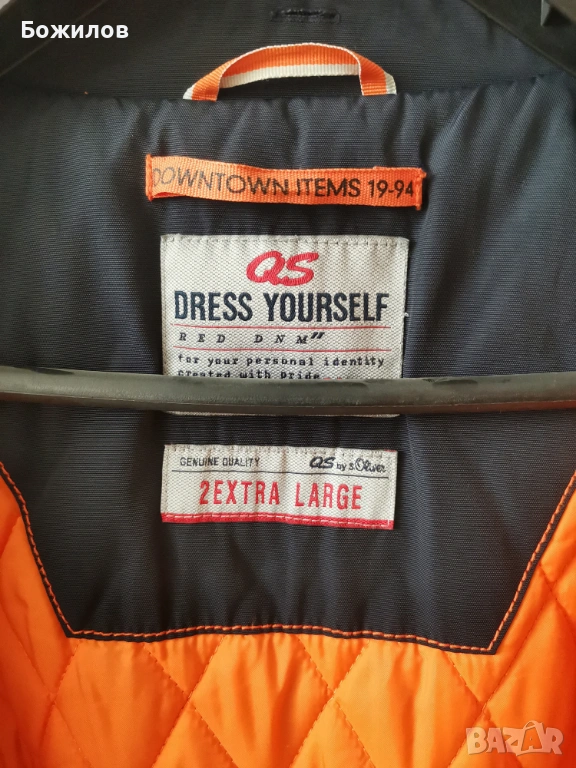 Божилов
DOWNTOWN ITEMS 19-94
QS
DRESS YOURSELF
RED DNM"
for your personal identity
created with pride
GENUINE QUALITY
QS by s.Oliver
2EXTRA LARGE
BAZAR